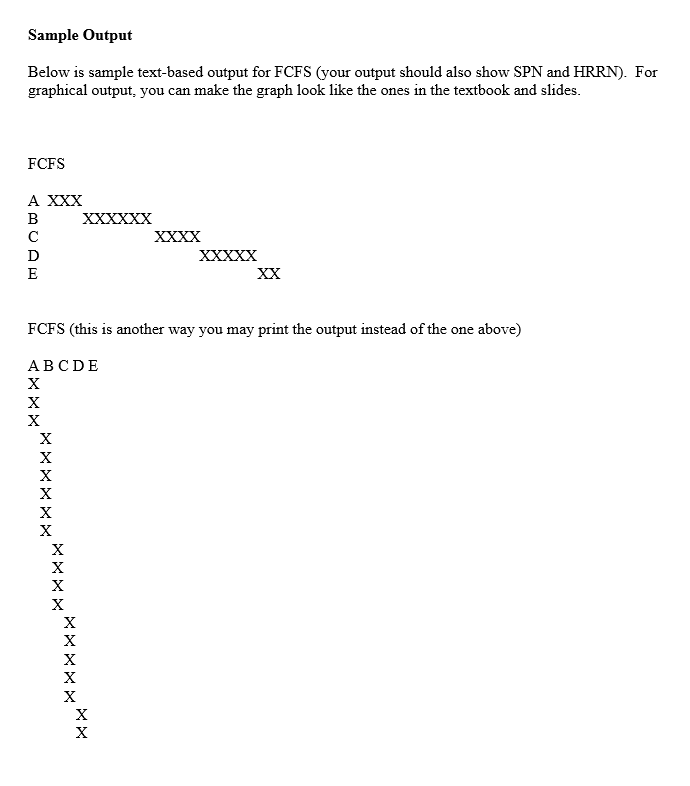 Sample Output
Below is sample text-based output for FCFS (your output should also show SPN and HRRN).  For
graphical output, you can make the graph look like the ones in the textbook and slides.
FCFS
A XXX
B       XXXXXX
C                   XXXX
D                           XXXXX
E                                     XX
FCFS (this is another way you may print the output instead of the one above)
A B C D E
X
X
X
  X
  X
  X
  X
  X
  X
    X
    X
    X
    X
      X
      X
      X
      X
      X
        X
        X